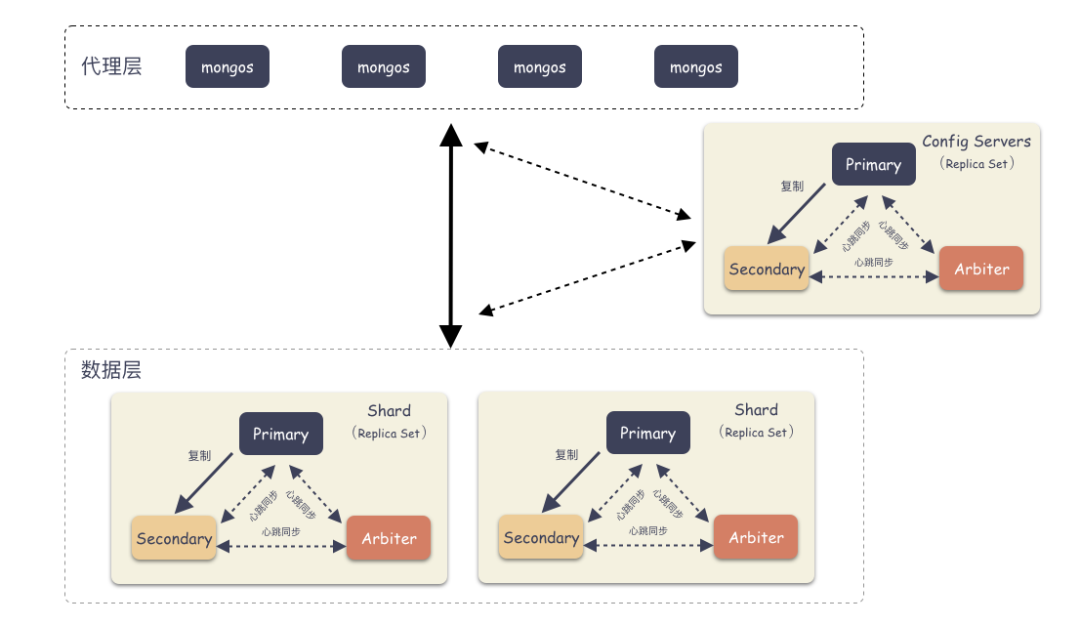 代理层
mongos
mongos
mongos
mongos
Config Servers
（Replica Set）
Primary
复制
心跳同步
心跳同步
心跳同步
Secondary
Arbiter
数据层
Shard
（Replica Set）
Primary
复制
心跳同步
心跳同步
心跳同步
Secondary
Arbiter
Shard
（Replica Set）
Primary
复制
心跳同步
心跳同步
心跳同步
Secondary
Arbiter